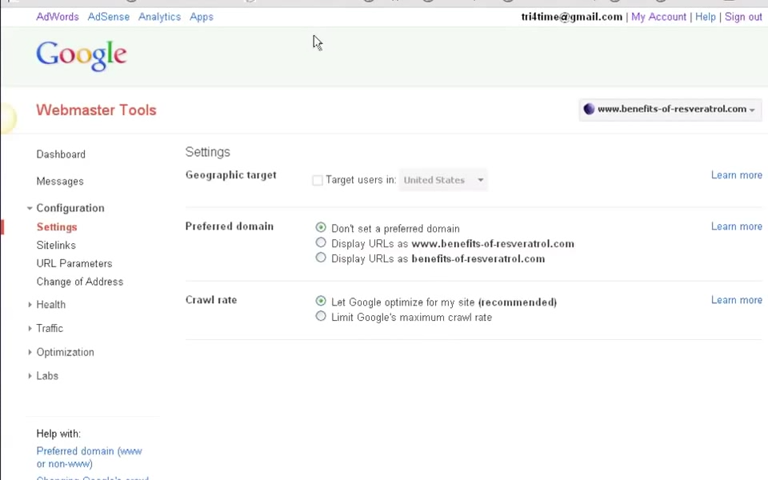 AdWords AdSense Analytics Apps
tri4time@gmail.com | My Account | Help | Sign out
Google
Webmaster Tools
www.benefits-of-resveratrol.com
Dashboard
Messages
Configuration
Settings
Sitelinks
URL Parameters
Change of Address
Health
Traffic
Optimization
Labs
Help with:
Preferred domain (www
or non-www)
Changing Google's crawl
Settings
Geographic target
Target users in: United States
Learn more
Preferred domain
Don't set a preferred domain
Display URLs as www.benefits-of-resveratrol.com
Display URLs as benefits-of-resveratrol.com
Learn more
Crawl rate
Let Google optimize for my site (recommended)
Limit Google's maximum crawl rate
Learn more